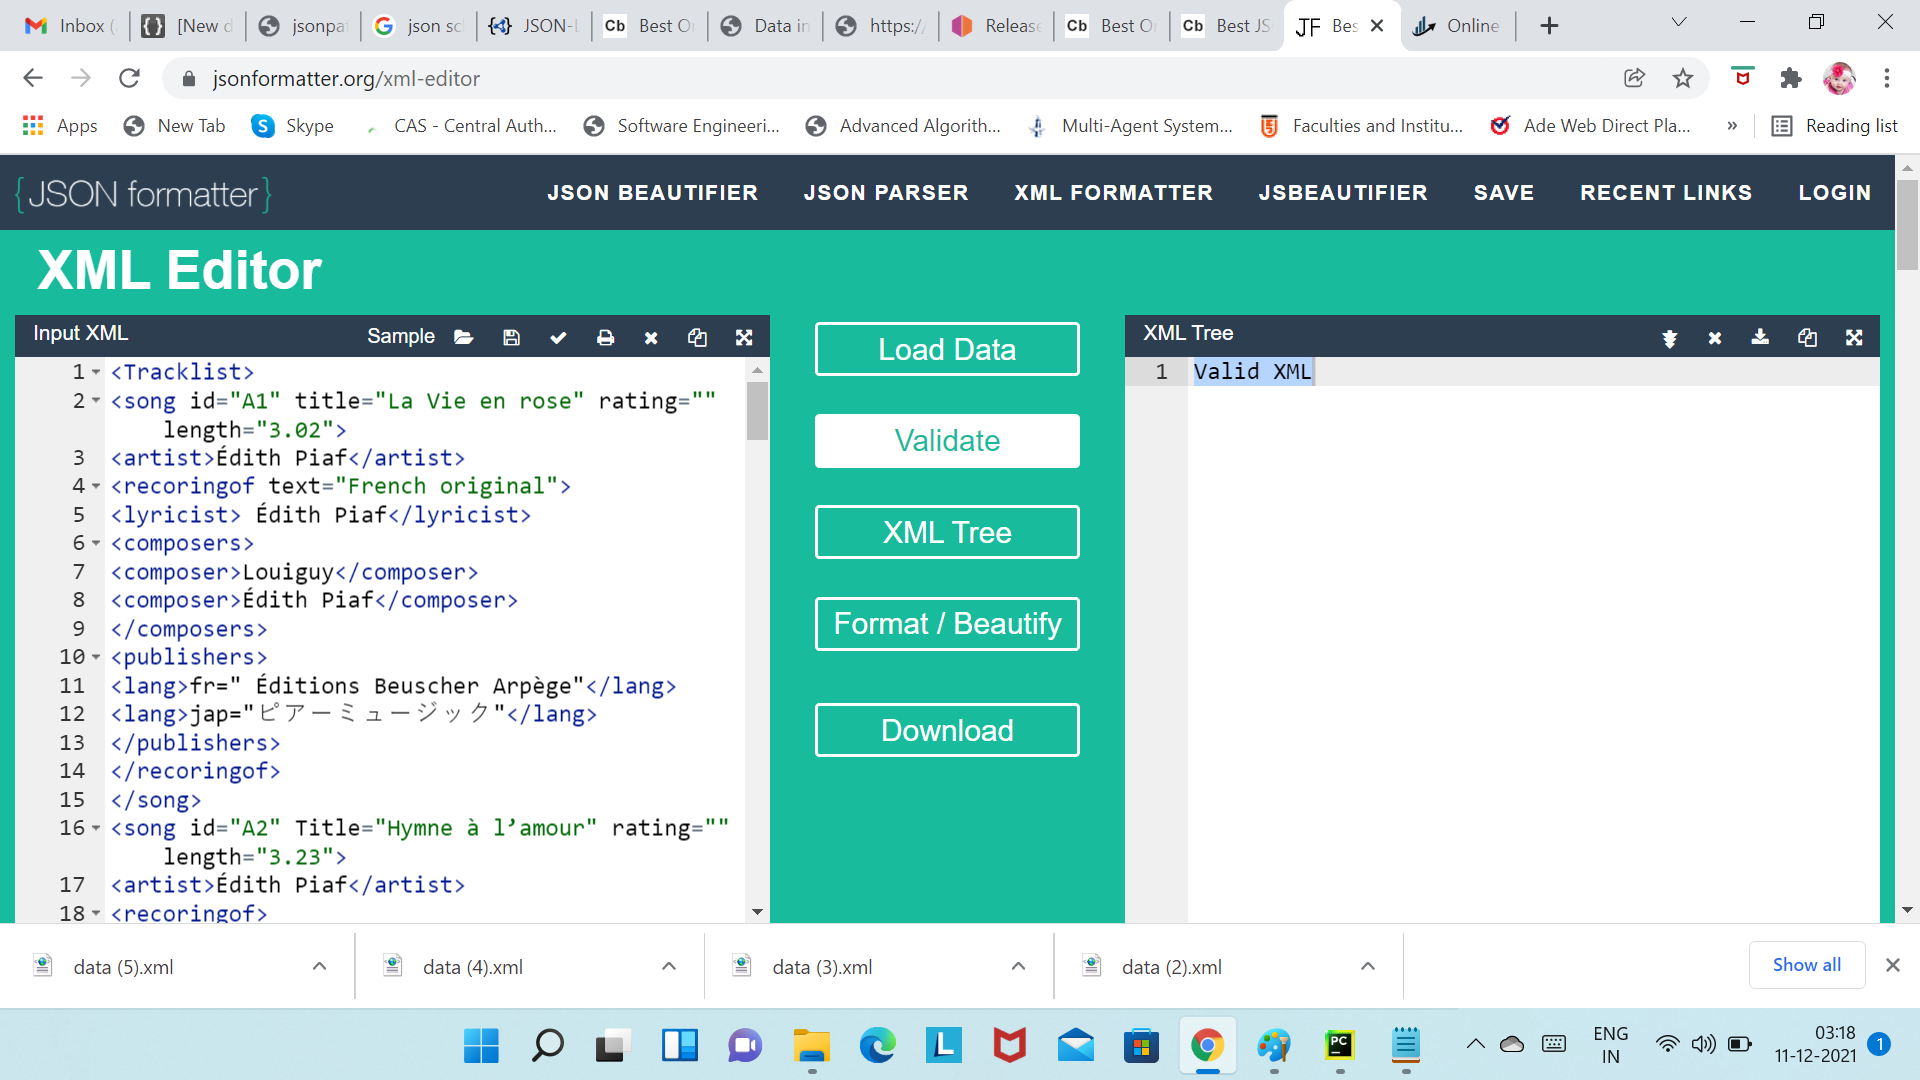 Inbox (
[New d
jsonpa
json sc
JSON-L
Cb Best O
Data in
https:/
Release
Cb Best O
Cb Best JS
JF Bes
Online
jsonformatter.org/xml-editor
Apps
New Tab
Skype
CAS - Central Auth...
Software Engineeri...
Advanced Algorith...
Multi-Agent System...
Faculties and Institu...
Ade Web Direct Pla...
»
Reading list
{JSON formatter}
JSON BEAUTIFIER
JSON PARSER
XML FORMATTER
JSBEAUTIFIER
SAVE
RECENT LINKS
LOGIN
XML Editor
Input XML
Sample
1 <Tracklist>
2 <song id="A1" title="La Vie en rose" rating=""
length="3.02">
3 <artist>Édith Piaf</artist>
4 <recoringof text="French original">
5 <lyricist> Édith Piaf</lyricist>
6 <composers>
7 <composer>Louiguy</composer>
8 <composer>Édith Piaf</composer>
9 </composers>
10 <publishers>
11 <lang>fr=" Éditions Beuscher Arpège"</lang>
12 <lang>jap="ピアーミュージック"</lang>
13 </publishers>
14 </recoringof>
15 </song>
16 <song id="A2" Title="Hymne à l’amour" rating=""
length="3.23">
17 <artist>Édith Piaf</artist>
18 <recoringof>
Load Data
Validate
XML Tree
Format / Beautify
Download
XML Tree
1 Valid XML
data (5).xml
data (4).xml
data (3).xml
data (2).xml
Show all
L
PC
ENG
IN
03:18
11-12-2021
1